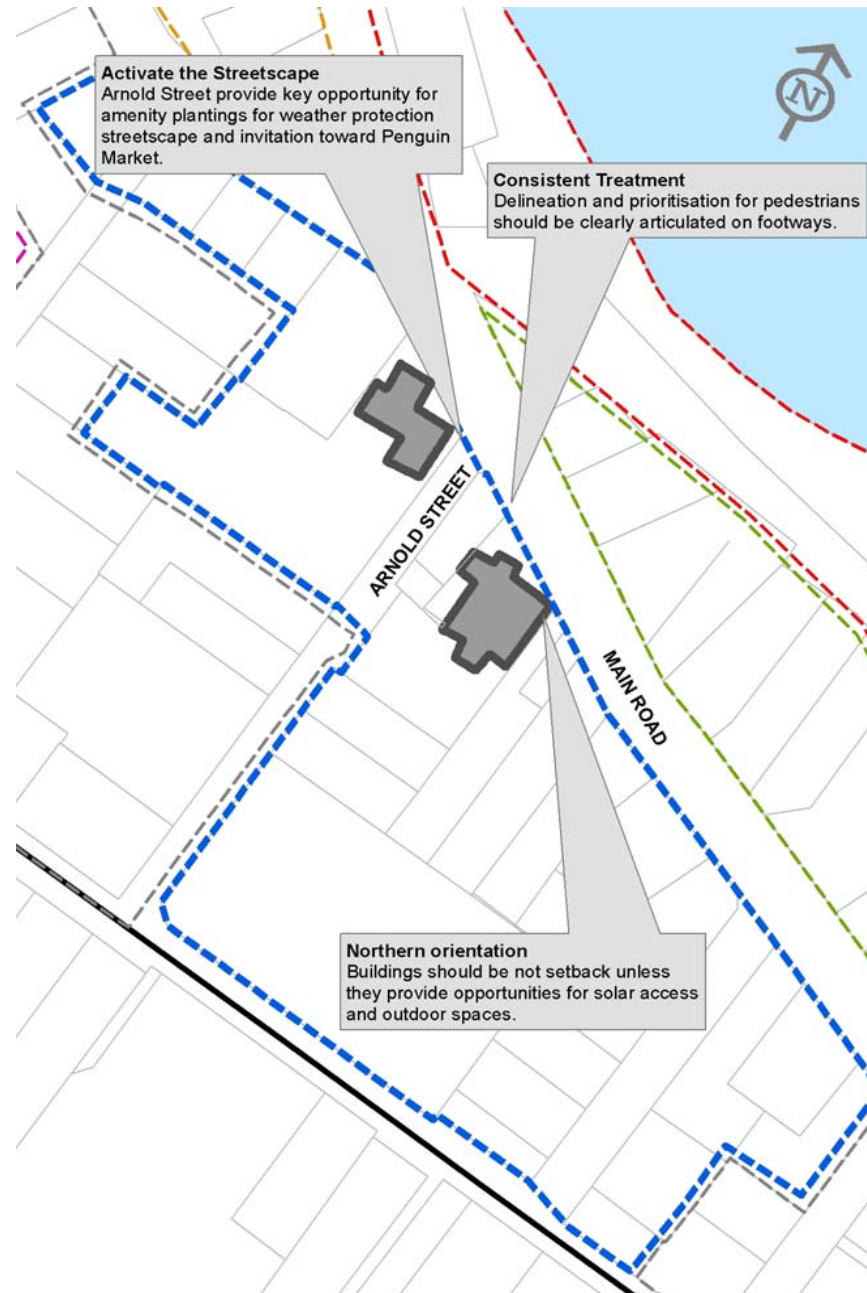 Activate the Streetscape
Arnold Street provide key opportunity for
amenity plantings for weather protection
streetscape and invitation toward Penguin
Market.
N
Consistent Treatment
Delineation and prioritisation for pedestrians
should be clearly articulated on footways.
ARNOLD STREET
MAIN ROAD
Northern orientation
Buildings should be not setback unless
they provide opportunities for solar access
and outdoor spaces.